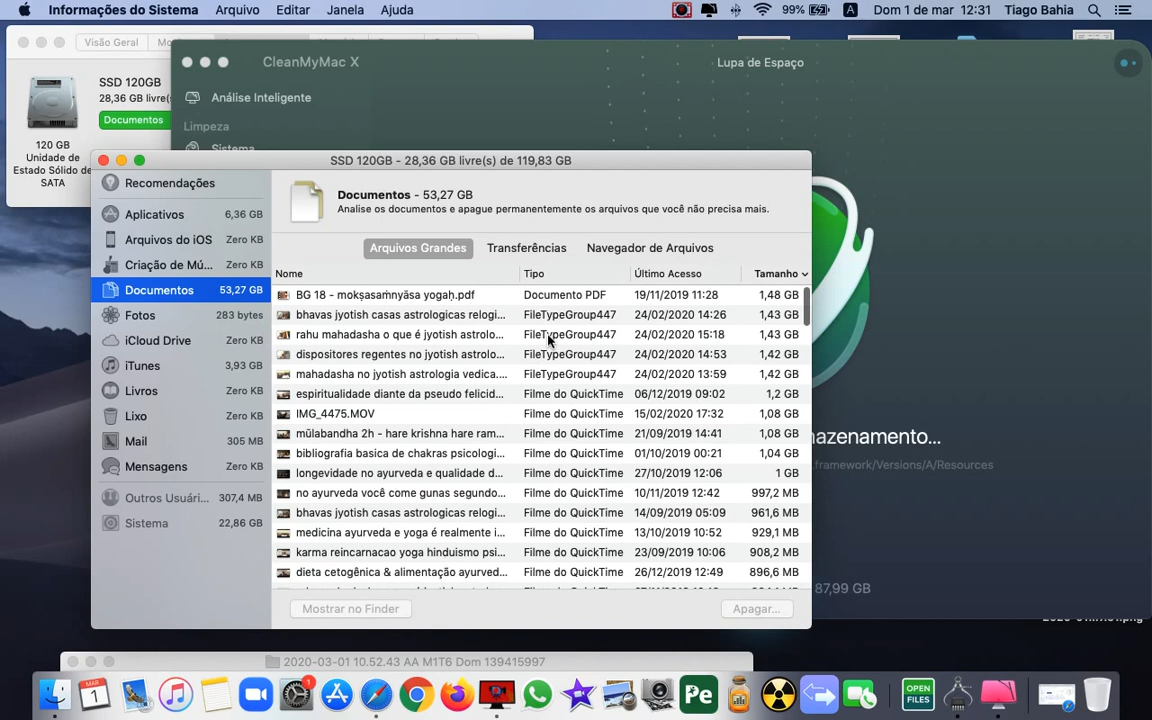 Informações do Sistema Arquivo Editar Janela Ajuda 99% A Dom 1 de mar 12:31 Tiago Bahia
Visão Geral
CleanMyMac X
Lupa de Espaço
SSD 120GB
28,36 GB livre(s
Documentos
120 GB
Unidade de
Estado Sólido de
SATA
Análise Inteligente
Limpeza
Sistema
SSD 120GB - 28,36 GB livre(s) de 119,83 GB
Recomendações
Aplicativos 6,36 GB
Arquivos do iOS Zero KB
Criação de Mú... Zero KB
Documentos 53,27 GB
Fotos 283 bytes
iCloud Drive Zero KB
iTunes 3,93 GB
Livros Zero KB
Lixo Zero KB
Mail 305 MB
Mensagens Zero KB
Outros Usuári... 307,4 MB
Sistema 22,86 GB
Documentos - 53,27 GB
Analise os documentos e apague permanentemente os arquivos que você não precisa mais.
Arquivos Grandes Transferências Navegador de Arquivos
Nome Tipo Último Acesso Tamanho
BG 18 - mokṣasaṁnyāsa yogaḥ.pdf Documento PDF 19/11/2019 11:28 1,48 GB
bhavas jyotish casas astrologicas relogi... FileTypeGroup447 24/02/2020 14:26 1,43 GB
rahu mahadasha o que é jyotish astrolo... FileTypeGroup447 24/02/2020 15:18 1,43 GB
dispositores regentes no jyotish astrolo... FileTypeGroup447 24/02/2020 14:53 1,42 GB
mahadasha no jyotish astrologia vedica.... FileTypeGroup447 24/02/2020 13:59 1,42 GB
espiritualidade diante da pseudo felicid... Filme do QuickTime 06/12/2019 09:02 1,2 GB
IMG_4475.MOV Filme do QuickTime 15/02/2020 17:32 1,08 GB
mūlabandha 2h - hare krishna hare ram... Filme do QuickTime 21/09/2019 14:41 1,08 GB
bibliografia basica de chakras psicologi... Filme do QuickTime 01/10/2019 00:21 1,04 GB
longevidade no ayurveda e qualidade d... Filme do QuickTime 27/10/2019 12:06 1 GB
no ayurveda você come gunas segundo... Filme do QuickTime 10/11/2019 12:42 997,2 MB
bhavas jyotish casas astrologicas relogi... Filme do QuickTime 14/09/2019 05:09 961,6 MB
medicina ayurveda e yoga é realmente i... Filme do QuickTime 13/10/2019 10:52 929,1 MB
karma reincarnacao yoga hinduismo psi... Filme do QuickTime 23/09/2019 10:06 908,2 MB
dieta cetogênica & alimentação ayurved... Filme do QuickTime 26/12/2019 12:49 896,6 MB
Mostrar no Finder Apagar...
nazenamento...
.framework/Versions/A/Resources
87,99 GB
2020-03-01 10.52.43 AA M1T6 Dom 139415997
MAR
1
1
Pe
OPEN
FILES